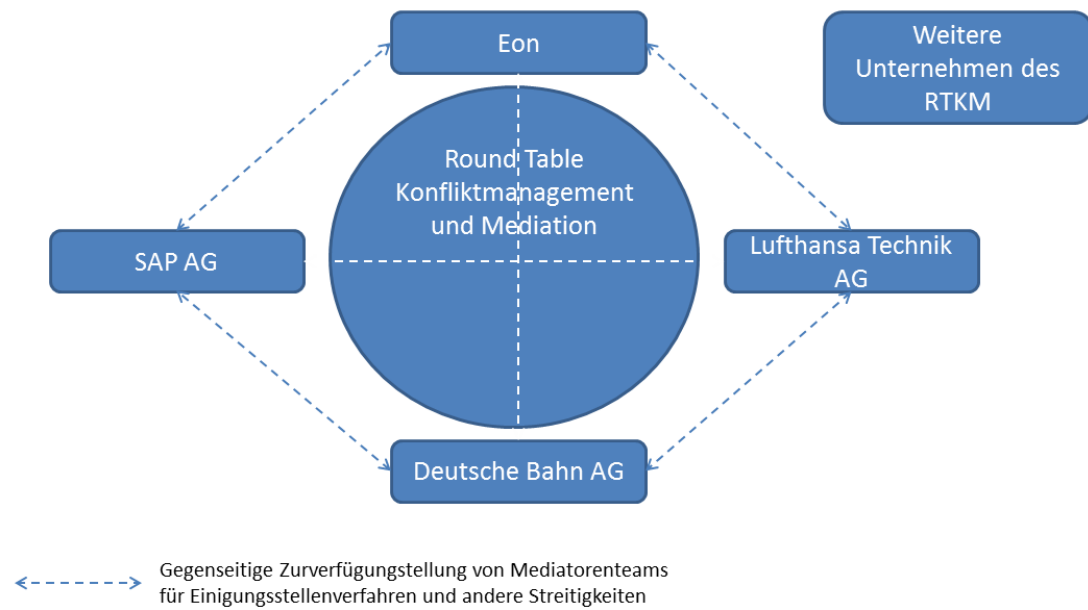 Eon
Weitere
Unternehmen des
RTKM
Round Table
Konfliktmanagement
und Mediation
SAP AG
Lufthansa Technik
AG
Deutsche Bahn AG
Gegenseitige Zurverfügungstellung von Mediatorenteams
für Einigungsstellenverfahren und andere Streitigkeiten